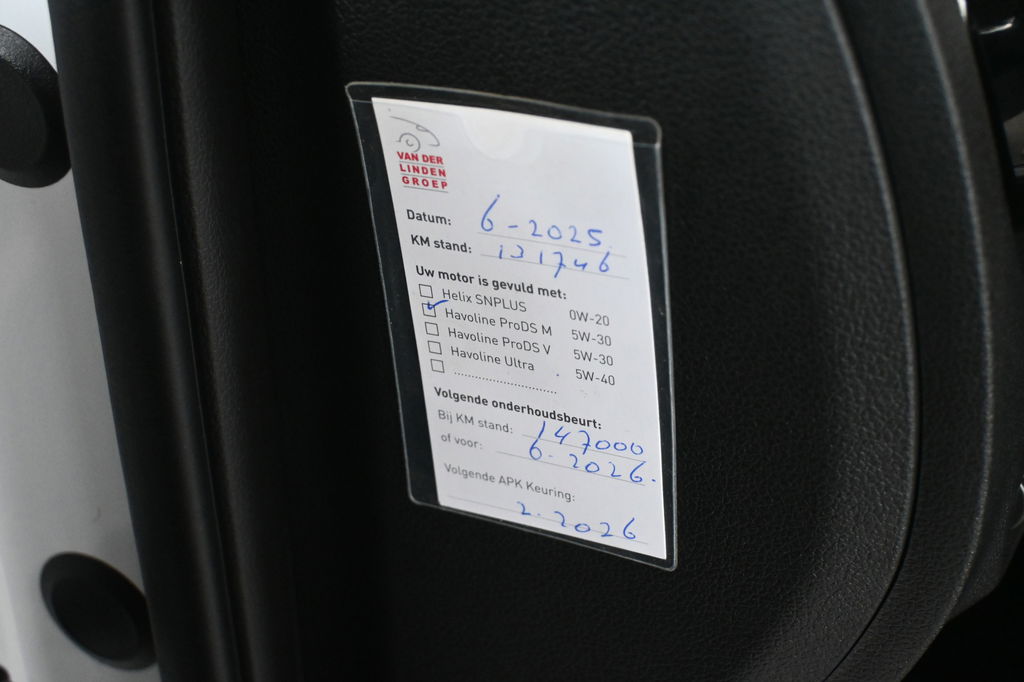 VAN DER
LINDEN
GROEP
Datum: 6-2025
KM stand: 131746
Uw motor is gevuld met:
Helix SNPLUS 0W-20
Havoline ProDS M 5W-30
Havoline ProDS V 5W-30
Havoline Ultra 5W-40
....................................
Volgende onderhoudsbeurt:
Bij KM stand: 147000
of voor: 6-2026.
Volgende APK Keuring:
2.2026